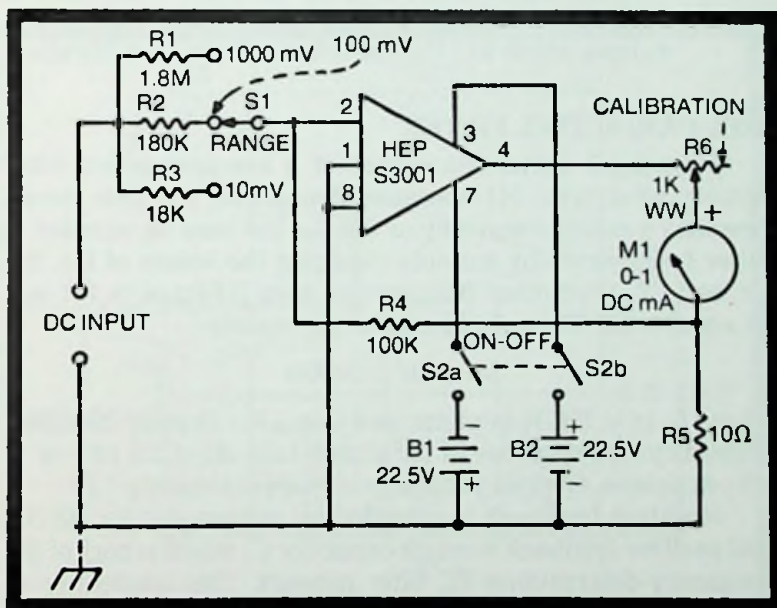 R1
1000 mV
100 mV
1.8M
R2
S1
180K
RANGE
R3
10mV
18K
2
1
8
HEP
S3001
3
4
7
CALIBRATION
R6
1K
WW
+
M1
0-1
DC mA
DC INPUT
R4
100K
ON-OFF
S2a
S2b
B1
22.5V
-
+
B2
22.5V
+
-
R5
10Ω